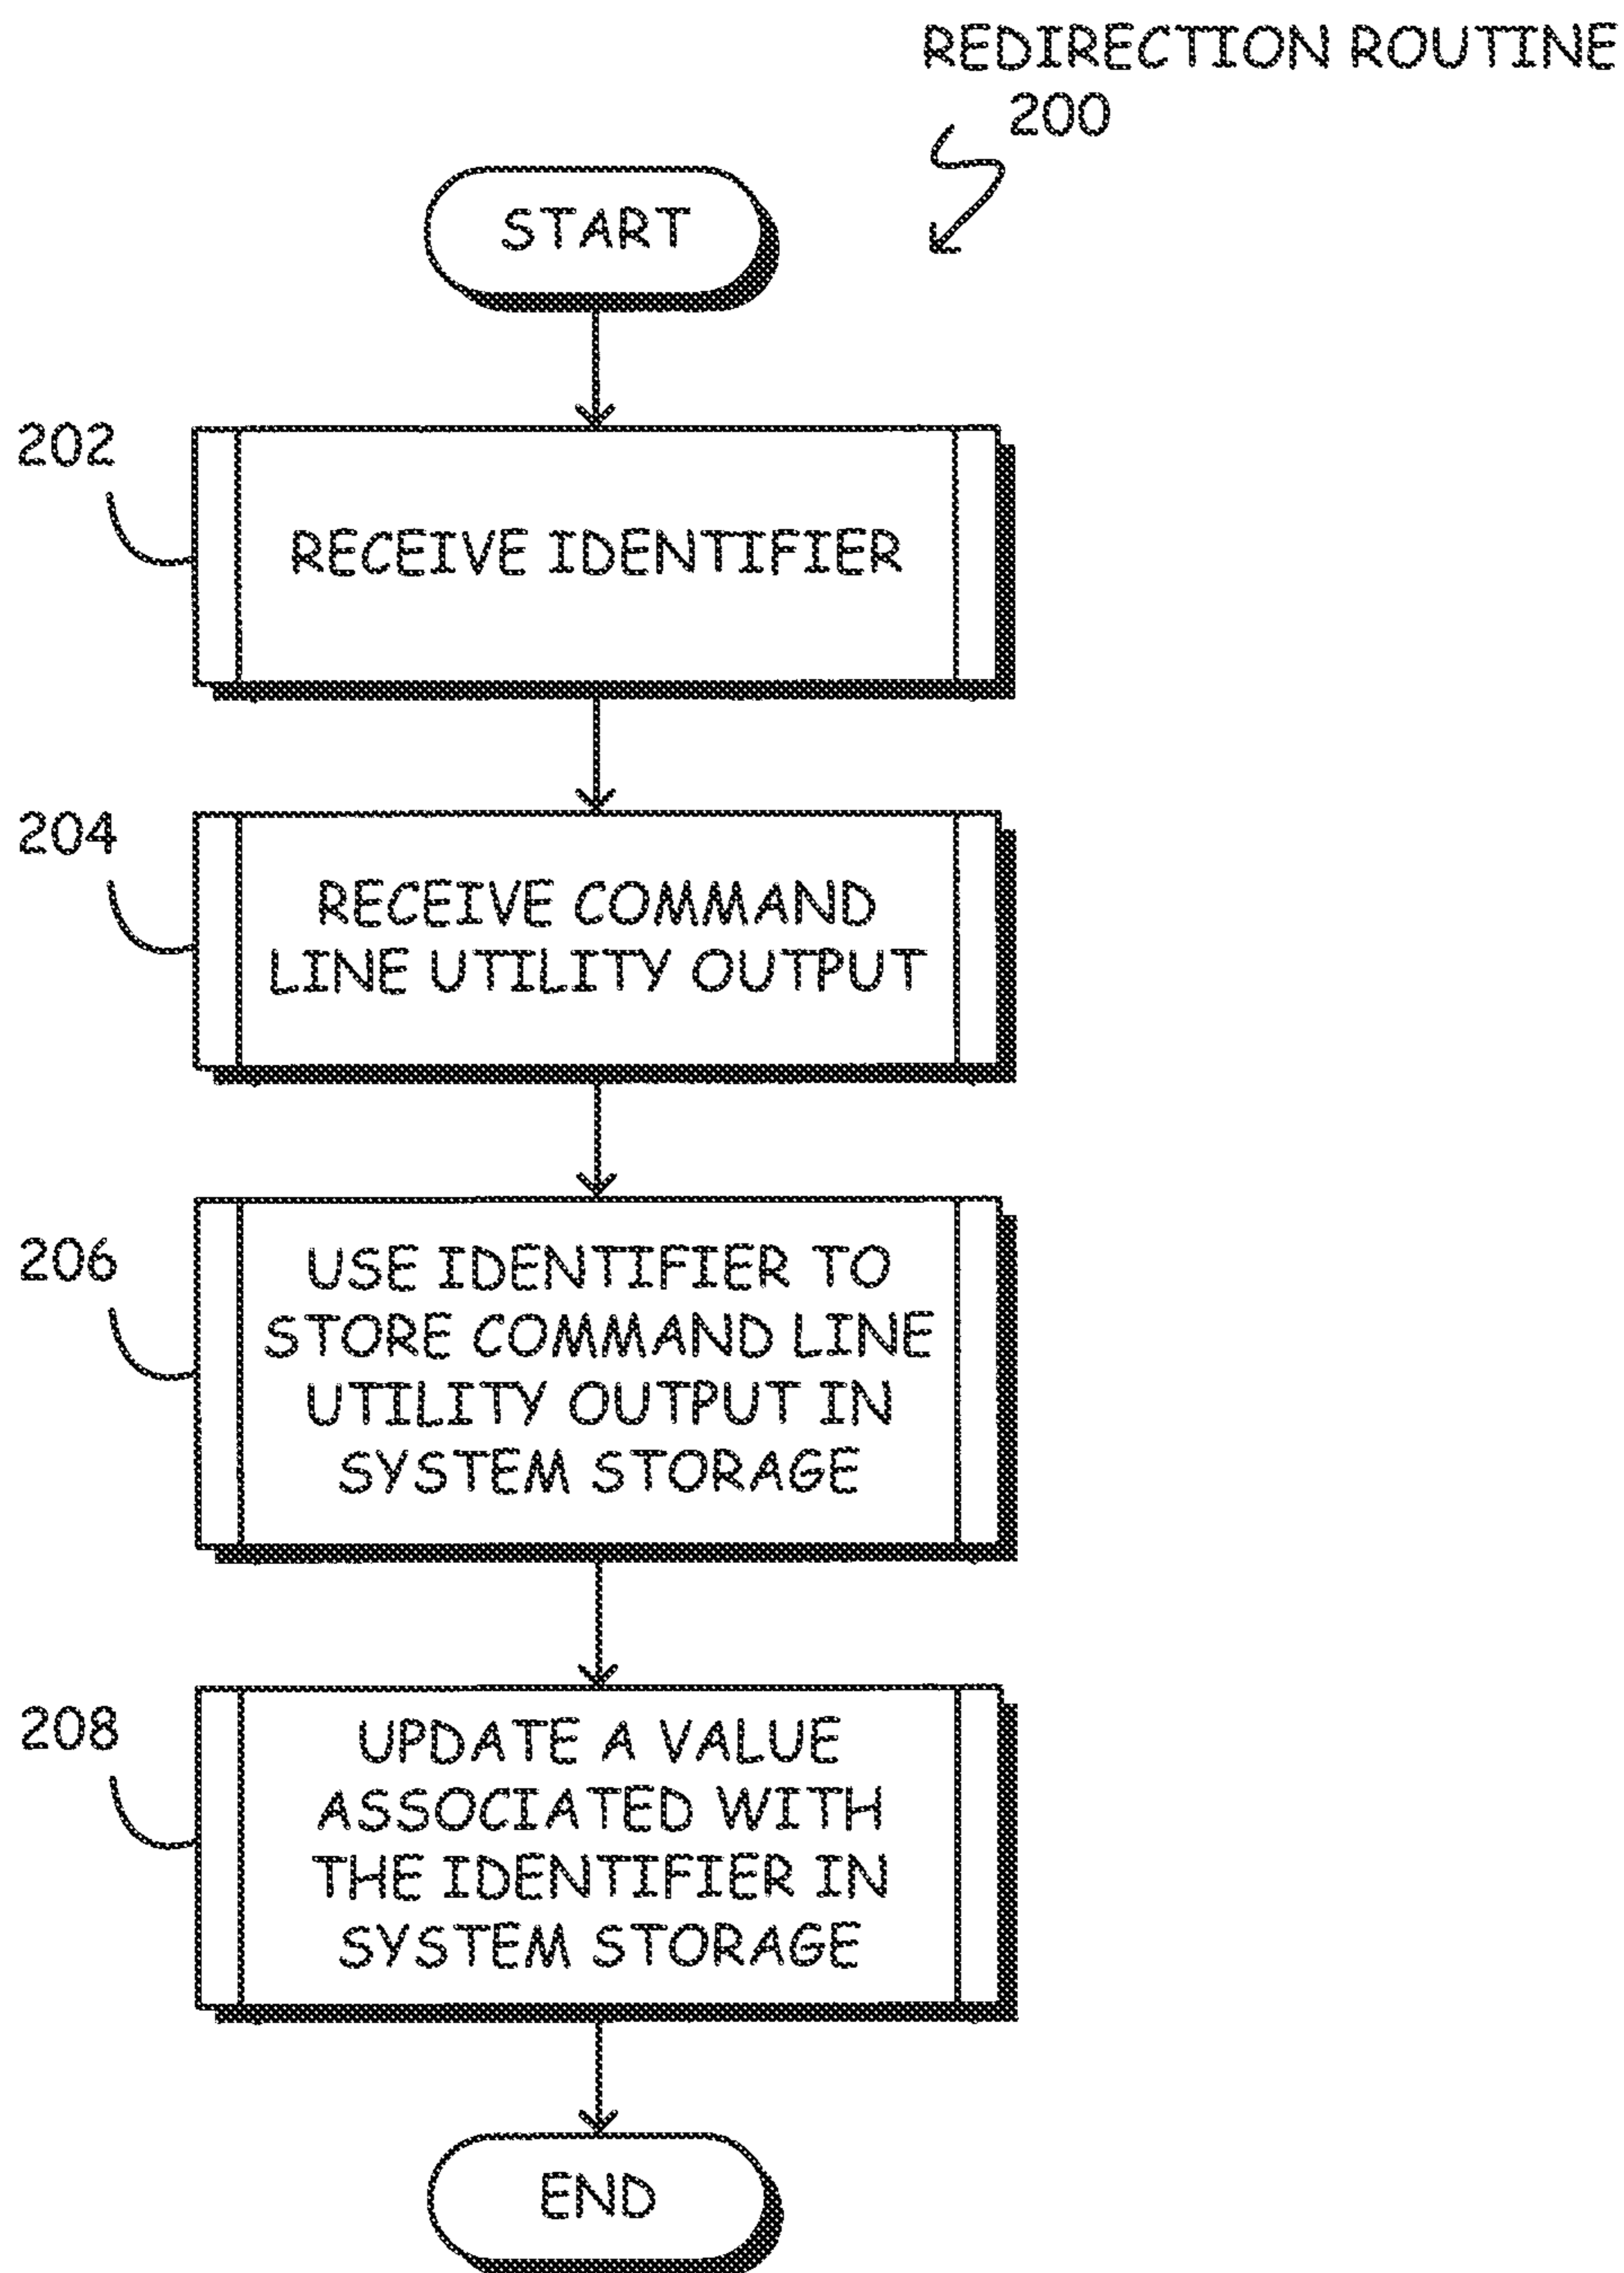 REDIRECTION ROUTINE
200
START
202
RECEIVE IDENTIFIER
204
RECEIVE COMMAND
LINE UTILITY OUTPUT
206
USE IDENTIFIER TO
STORE COMMAND LINE
UTILITY OUTPUT IN
SYSTEM STORAGE
208
UPDATE A VALUE
ASSOCIATED WITH
THE IDENTIFIER IN
SYSTEM STORAGE
END